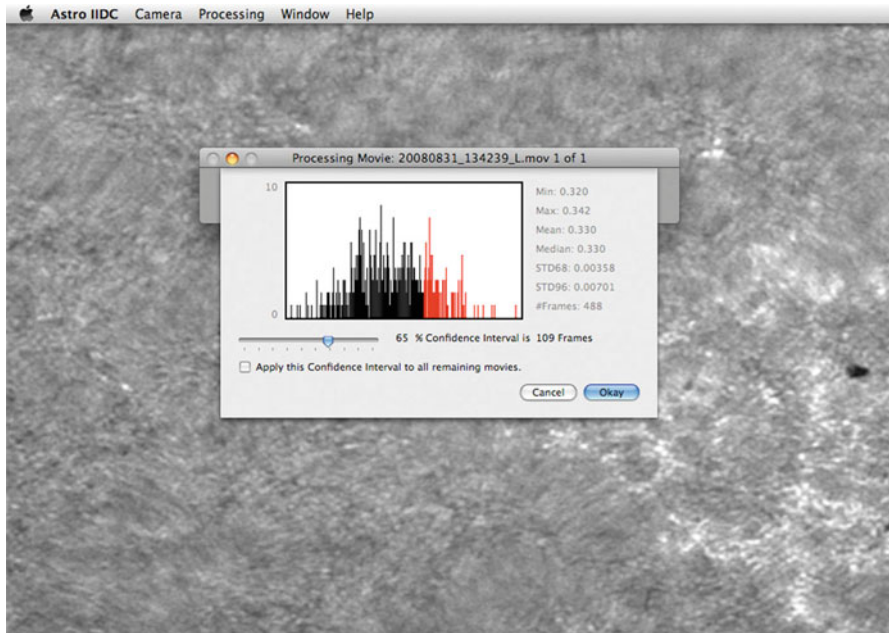 Astro IIDC Camera Processing Window Help
Processing Movie: 20080831_134239_L.mov 1 of 1
10
0
Min: 0.320
Max: 0.342
Mean: 0.330
Median: 0.330
STD68: 0.00358
STD96: 0.00701
#Frames: 488
65 % Confidence Interval is 109 Frames
Apply this Confidence Interval to all remaining movies.
Cancel Okay